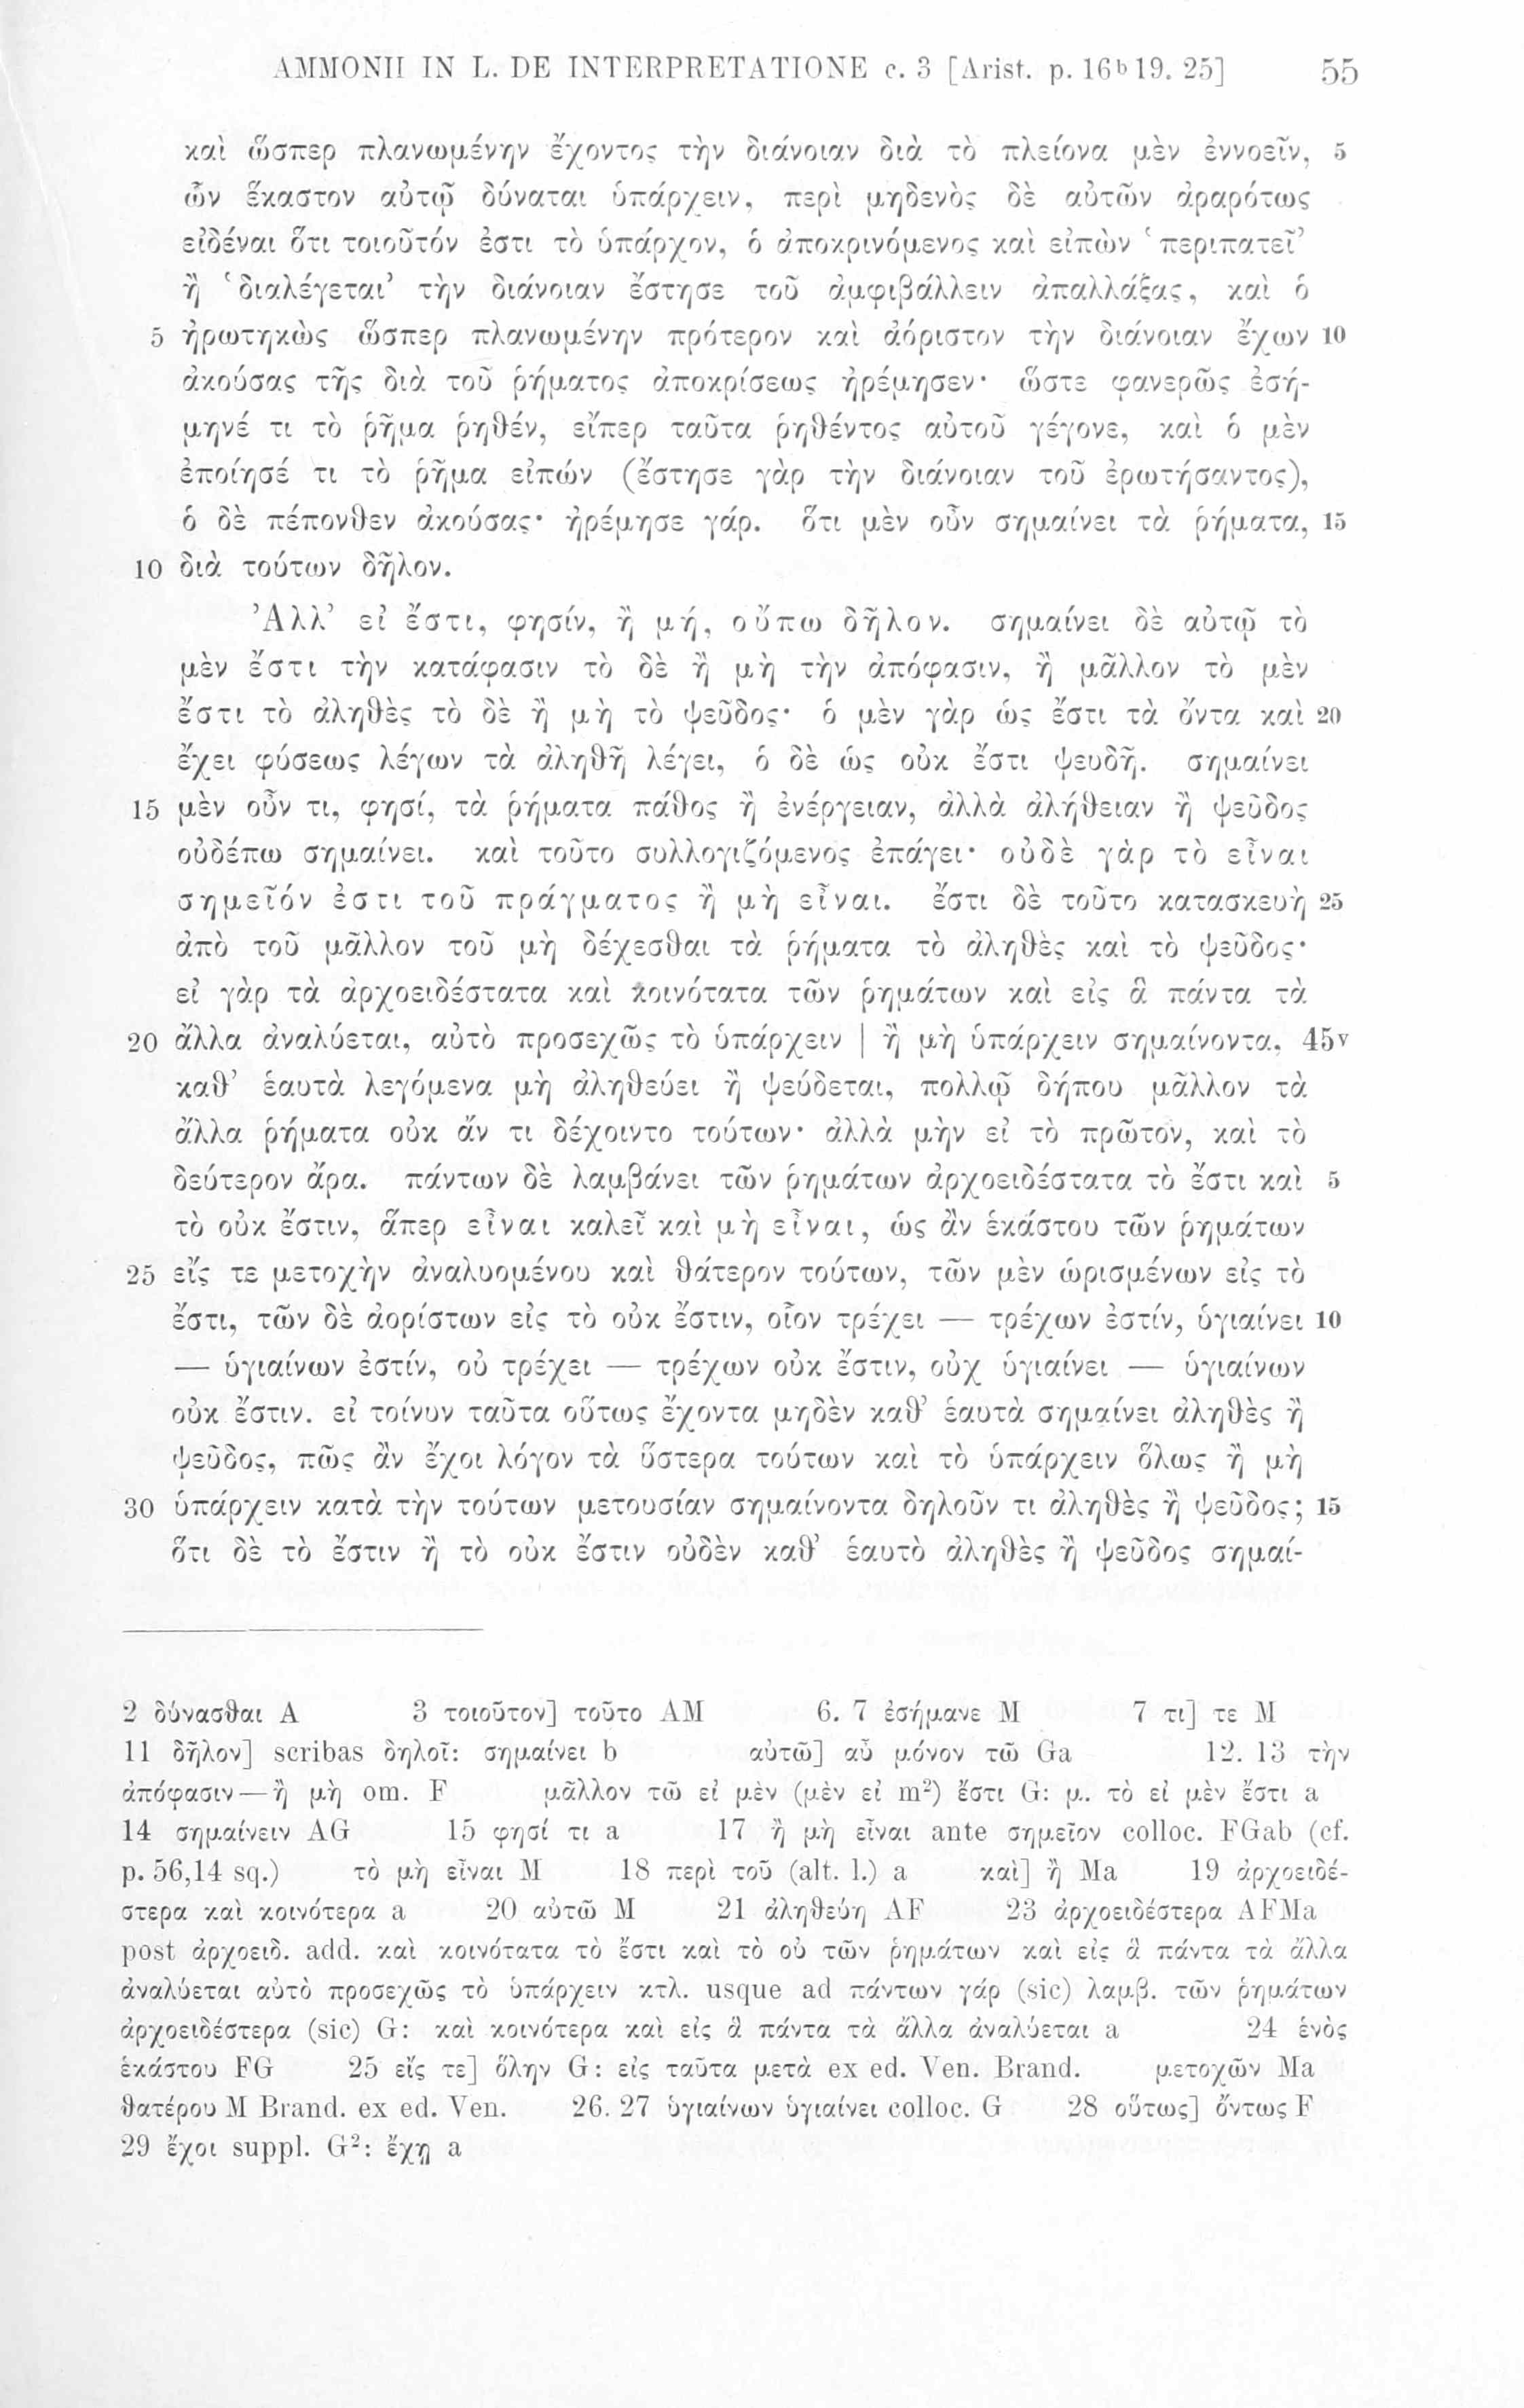 AMMONII IN L. DE INTERPRETATIONE c. 3 [Arist. p. 16b 19. 25] 55
καὶ ὥσπερ πλανωμένην ἔχοντος τὴν διάνοιαν διὰ τὸ πλείονα μὲν ἐννοεῖν, 5
ὧν ἕκαστον αὐτῷ δύναται ὑπάρχειν, περὶ μηδενὸς δὲ αὐτῶν ἀραρότως
εἰδέναι ὅτι τοιοῦτόν ἐστι τὸ ὑπάρχον, ὁ ἀποκρινόμενος καὶ εἰπὼν ‘περιπατεῖ’
ἢ ‘διαλέγεται’ τὴν διάνοιαν ἔστησε τοῦ ἀμφιβάλλειν ἀπαλλάξας, καὶ ὁ
5 ἠρωτηκὼς ὥσπερ πλανωμένην πρότερον καὶ ἀόριστον τὴν διάνοιαν ἔχων 10
ἀκούσας τῆς διὰ τοῦ ῥήματος ἀποκρίσεως ἠρέμησεν· ὥστε φανερῶς ἐσή-
μηνέ τι τὸ ῥῆμα ῥηθέν, εἴπερ ταῦτα ῥηθέντος αὐτοῦ γέγονε, καὶ ὁ μὲν
ἐποίησέ τι τὸ ῥῆμα εἰπών (ἔστησε γὰρ τὴν διάνοιαν τοῦ ἐρωτήσαντος),
ὁ δὲ πέπονθεν ἀκούσας· ἠρέμησε γάρ. ὅτι μὲν οὖν σημαίνει τὰ ῥήματα, 15
10 διὰ τούτων δῆλον.
Ἀλλ’ εἰ ἔστι, φησίν, ἢ μή, οὔπω δῆλον. σημαίνει δὲ αὐτῷ τὸ
μὲν ἔστι τὴν κατάφασιν τὸ δὲ ἢ μὴ τὴν ἀπόφασιν, ἢ μᾶλλον τὸ μὲν
ἔστι τὸ ἀληθὲς τὸ δὲ ἢ μὴ τὸ ψεῦδος· ὁ μὲν γὰρ ὡς ἔστι τὰ ὄντα καὶ 20
ἔχει φύσεως λέγων τὰ ἀληθῆ λέγει, ὁ δὲ ὡς οὐκ ἔστι ψευδῆ. σημαίνει
15 μὲν οὖν τι, φησί, τὰ ῥήματα πάθος ἢ ἐνέργειαν, ἀλλὰ ἀλήθειαν ἢ ψεῦδος
οὐδέπω σημαίνει. καὶ τοῦτο συλλογιζόμενος ἐπάγει· οὐδὲ γὰρ τὸ εἶναι
σημεῖόν ἐστι τοῦ πράγματος ἢ μὴ εἶναι. ἔστι δὲ τοῦτο κατασκευὴ 25
ἀπὸ τοῦ μᾶλλον τοῦ μὴ δέχεσθαι τὰ ῥήματα τὸ ἀληθὲς καὶ τὸ ψεῦδος·
εἰ γὰρ τὰ ἀρχοειδέστατα καὶ κοινότατα τῶν ῥημάτων καὶ εἰς ἃ πάντα τὰ
20 ἄλλα ἀναλύεται, αὐτὸ προσεχῶς τὸ ὑπάρχειν | ἢ μὴ ὑπάρχειν σημαίνοντα, 45v
καθ’ ἑαυτὰ λεγόμενα μὴ ἀληθεύει ἢ ψεύδεται, πολλῷ δήπου μᾶλλον τὰ
ἄλλα ῥήματα οὐκ ἄν τι δέχοιντο τούτων· ἀλλὰ μὴν εἰ τὸ πρῶτον, καὶ τὸ
δεύτερον ἄρα. πάντων δὲ λαμβάνει τῶν ῥημάτων ἀρχοειδέστατα τὸ ἔστι καὶ 5
τὸ οὐκ ἔστιν, ἅπερ εἶναι καλεῖ καὶ μὴ εἶναι, ὡς ἂν ἑκάστου τῶν ῥημάτων
25 εἴς τε μετοχὴν ἀναλυομένου καὶ θάτερον τούτων, τῶν μὲν ὡρισμένων εἰς τὸ
ἔστι, τῶν δὲ ἀορίστων εἰς τὸ οὐκ ἔστιν, οἷον τρέχει — τρέχων ἐστίν, ὑγιαίνει 10
— ὑγιαίνων ἐστίν, οὐ τρέχει — τρέχων οὐκ ἔστιν, οὐχ ὑγιαίνει — ὑγιαίνων
οὐκ ἔστιν. εἰ τοίνυν ταῦτα οὕτως ἔχοντα μηδὲν καθ’ ἑαυτὰ σημαίνει ἀληθὲς ἢ
ψεῦδος, πῶς ἂν ἔχοι λόγον τὰ ὕστερα τούτων καὶ τὸ ὑπάρχειν ὅλως ἢ μὴ
30 ὑπάρχειν κατὰ τὴν τούτων μετουσίαν σημαίνοντα δηλοῦν τι ἀληθὲς ἢ ψεῦδος; 15
ὅτι δὲ τὸ ἔστιν ἢ τὸ οὐκ ἔστιν οὐδὲν καθ’ ἑαυτὸ ἀληθὲς ἢ ψεῦδος σημαί-
2 δύνασθαι A 3 τοιοῦτον] τοῦτο AM 6. 7 ἐσήμανε M 7 τι] τε M
11 δῆλον] scribas δηλοῖ: σημαίνει b αὐτῶ] αὖ μόνον τῶ Ga 12. 13 τὴν
ἀπόφασιν — ἢ μὴ om. F μᾶλλον τῶ εἰ μὲν (μὲν εἰ m²) ἔστι G: μ. τὸ εἰ μὲν ἔστι a
14 σημαίνειν AG 15 φησί τι a 17 ἢ μὴ εἶναι ante σημεῖον colloc. FGab (cf.
p. 56,14 sq.) τὸ μὴ εἶναι M 18 περὶ τοῦ (alt. l.) a καὶ] ἢ Ma 19 ἀρχοειδέ-
στερα καὶ κοινότερα a 20 αὐτῶ M 21 ἀληθεύη AF 23 ἀρχοειδέστερα AFMa
post ἀρχοειδ. add. καὶ κοινότατα τὸ ἔστι καὶ τὸ οὐ τῶν ῥημάτων καὶ εἰς ἃ πάντα τὰ ἄλλα
ἀναλύεται αὐτὸ προσεχῶς τὸ ὑπάρχειν κτλ. usque ad πάντων γάρ (sic) λαμβ. τῶν ῥημάτων
ἀρχοειδέστερα (sic) G: καὶ κοινότερα καὶ εἰς ἃ πάντα τὰ ἄλλα ἀναλύεται a 24 ἑνὸς
ἑκάστου FG 25 εἴς τε] ὅλην G: εἰς ταῦτα μετὰ ex ed. Ven. Brand. μετοχῶν Ma
θατέρου M Brand. ex ed. Ven. 26. 27 ὑγιαίνων ὑγιαίνει colloc. G 28 οὕτως] ὄντως F
29 ἔχοι suppl. G²: ἔχῃ a